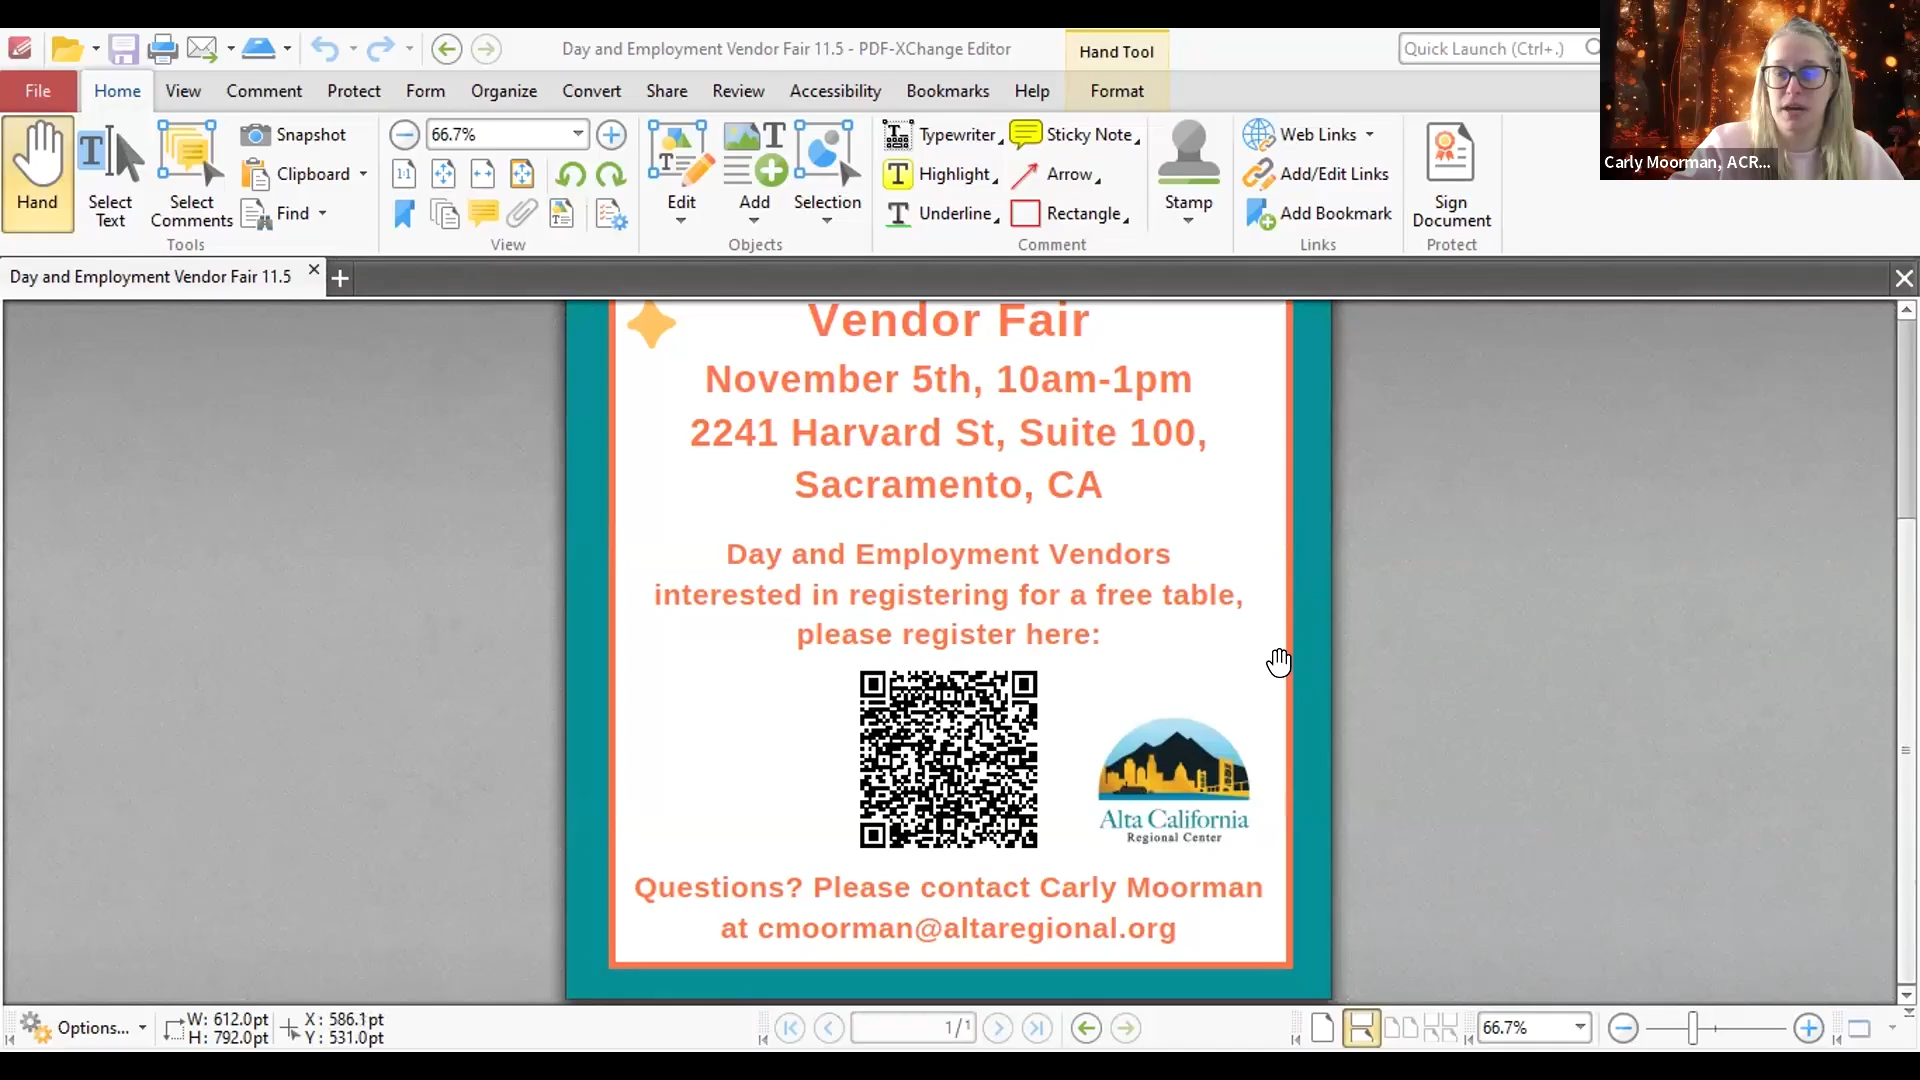 Day and Employment Vendor Fair 11.5 - PDF-XChange Editor
Hand Tool
Quick Launch (Ctrl+.)
File
Home
View
Comment
Protect
Form
Organize
Convert
Share
Review
Accessibility
Bookmarks
Help
Format
Hand
Select Text
Select Comments
Snapshot
Clipboard
Find
Tools
66.7%
1:1
View
Edit
Add
Selection
Objects
Typewriter
Highlight
Underline
Sticky Note
Arrow
Rectangle
Stamp
Comment
Web Links
Add/Edit Links
Add Bookmark
Links
Sign Document
Protect
Carly Moorman, ACR...
Day and Employment Vendor Fair 11.5
Vendor Fair
November 5th, 10am-1pm
2241 Harvard St, Suite 100,
Sacramento, CA
Day and Employment Vendors
interested in registering for a free table,
please register here:
Alta California
Regional Center
Questions? Please contact Carly Moorman
at cmoorman@altaregional.org
Options...
W: 612.0pt
H: 792.0pt
X: 586.1pt
Y: 531.0pt
1/1
66.7%